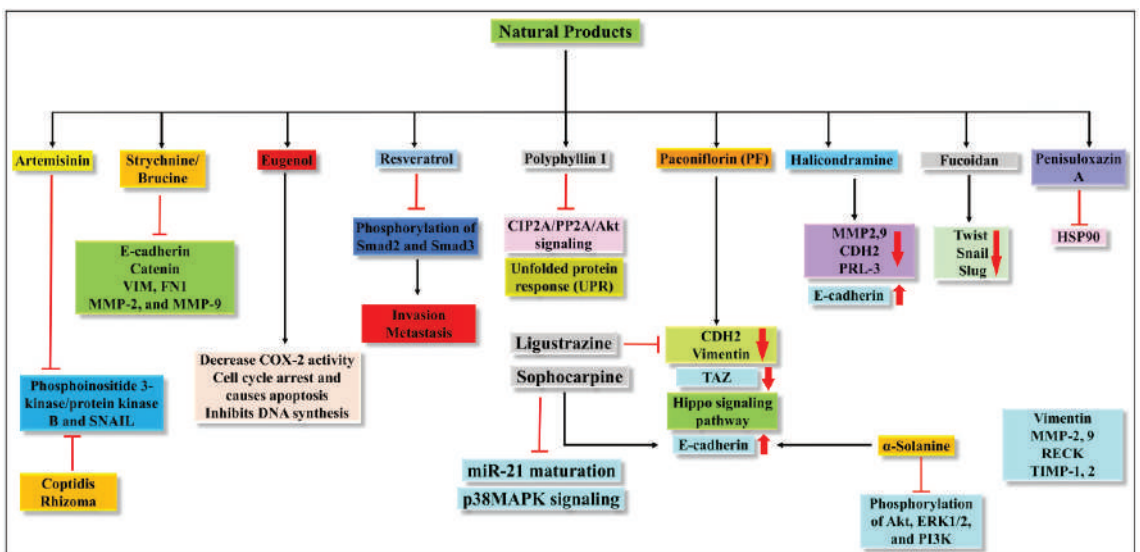 Natural Products
Artemisinin
Strychnine/
Brucine
Eugenol
Resveratrol
Polyphyllin 1
Paeoniflorin (PF)
Halicondramine
Fucoidan
Penisuloxazin
A
E-cadherin
Catenin
VIM, FN1
MMP-2, and MMP-9
Phosphorylation of
Smad2 and Smad3
CIP2A/PP2A/Akt
signaling
Unfolded protein
response (UPR)
MMP2,9
CDH2
PRL-3
E-cadherin
Twist
Snail
Slug
HSP90
Invasion
Metastasis
Decrease COX-2 activity
Cell cycle arrest and
causes apoptosis
Inhibits DNA synthesis
Ligustrazine
Sophocarpine
CDH2
Vimentin
TAZ
Hippo signaling
pathway
E-cadherin
Phosphoinositide 3-
kinase/protein kinase
B and SNAIL
Coptidis
Rhizoma
miR-21 maturation
p38MAPK signaling
α-Solanine
Phosphorylation
of Akt, ERK1/2,
and PI3K
Vimentin
MMP-2, 9
RECK
TIMP-1, 2